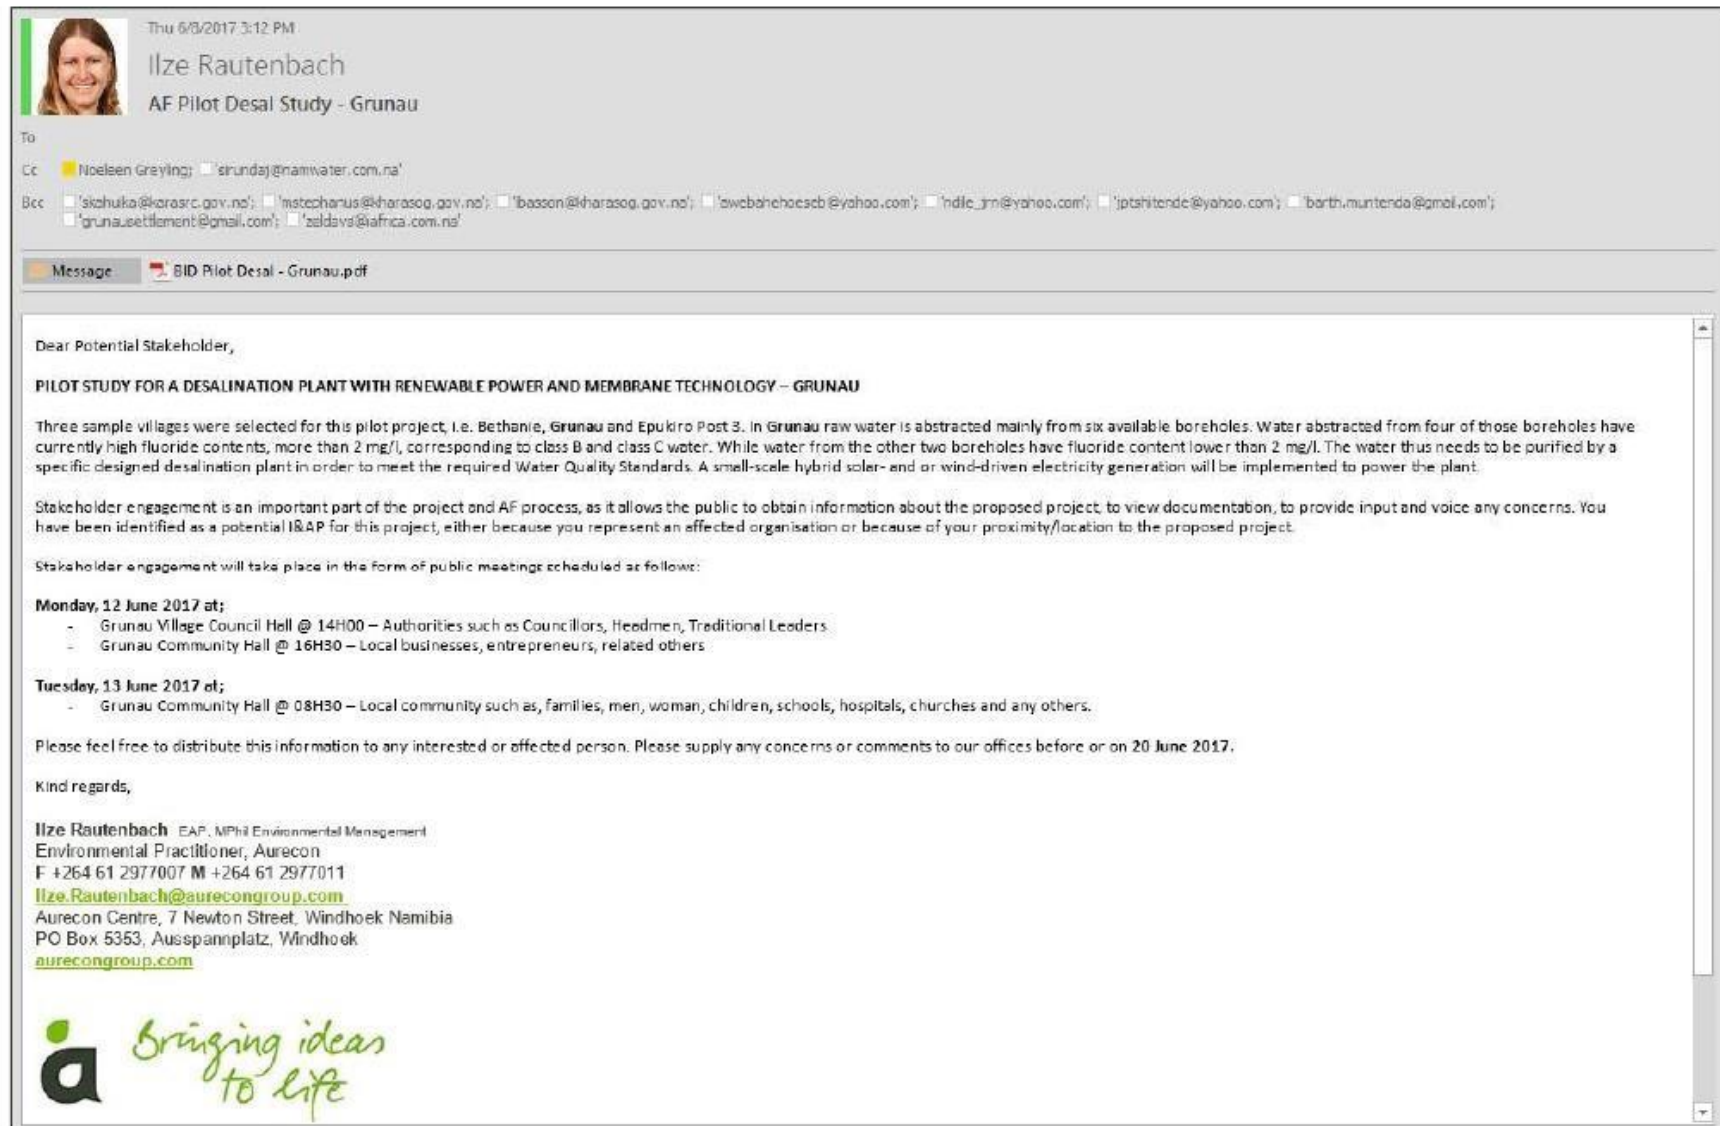 Thu 6/8/2017 3:12 PM
Ilze Rautenbach
AF Pilot Desal Study - Grunau
To
Cc Noeleen Greyling; 'sirundaj@namwater.com.na'
Bcc 'skahuika@karasrc.gov.na'; 'mstephanus@kharasog.gov.na'; 'lbasson@kharasog.gov.na'; 'awebahehoeseb@yahoo.com'; 'ndile_jrn@yahoo.com'; 'jptshitende@yahoo.com'; 'barth.muntenda@gmail.com';
'grunausettlement@gmail.com'; 'zeldavs@iafrica.com.na'
Message BID Pilot Desal - Grunau.pdf
Dear Potential Stakeholder,
PILOT STUDY FOR A DESALINATION PLANT WITH RENEWABLE POWER AND MEMBRANE TECHNOLOGY – GRUNAU
Three sample villages were selected for this pilot project, i.e. Bethanie, Grunau and Epukiro Post 3. In Grunau raw water is abstracted mainly from six available boreholes. Water abstracted from four of those boreholes have
currently high fluoride contents, more than 2 mg/l, corresponding to class B and class C water. While water from the other two boreholes have fluoride content lower than 2 mg/l. The water thus needs to be purified by a
specific designed desalination plant in order to meet the required Water Quality Standards. A small-scale hybrid solar- and or wind-driven electricity generation will be implemented to power the plant.
Stakeholder engagement is an important part of the project and AF process, as it allows the public to obtain information about the proposed project, to view documentation, to provide input and voice any concerns. You
have been identified as a potential I&AP for this project, either because you represent an affected organisation or because of your proximity/location to the proposed project.
Stakeholder engagement will take place in the form of public meetings scheduled as follows:
Monday, 12 June 2017 at;
- Grunau Village Council Hall @ 14H00 – Authorities such as Councillors, Headmen, Traditional Leaders
- Grunau Community Hall @ 16H30 – Local businesses, entrepreneurs, related others
Tuesday, 13 June 2017 at;
- Grunau Community Hall @ 08H30 – Local community such as, families, men, woman, children, schools, hospitals, churches and any others.
Please feel free to distribute this information to any interested or affected person. Please supply any concerns or comments to our offices before or on 20 June 2017.
Kind regards,
Ilze Rautenbach EAP, MPhil Environmental Management
Environmental Practitioner, Aurecon
F +264 61 2977007 M +264 61 2977011
Ilze.Rautenbach@aurecongroup.com
Aurecon Centre, 7 Newton Street, Windhoek Namibia
PO Box 5353, Ausspannplatz, Windhoek
aurecongroup.com
a Bringing ideas
to life